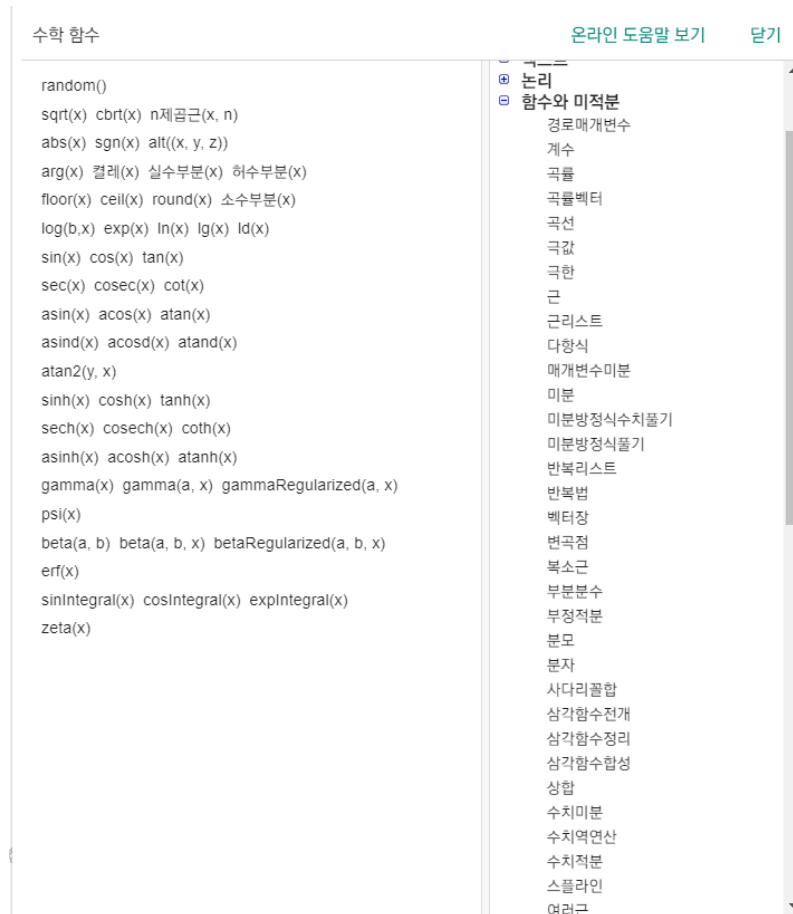 수학 함수
온라인 도움말 보기 닫기
random()
sqrt(x) cbrt(x) n제곱근(x, n)
abs(x) sgn(x) alt((x, y, z))
arg(x) 켤레(x) 실수부분(x) 허수부분(x)
floor(x) ceil(x) round(x) 소수부분(x)
log(b,x) exp(x) ln(x) lg(x) ld(x)
sin(x) cos(x) tan(x)
sec(x) cosec(x) cot(x)
asin(x) acos(x) atan(x)
asind(x) acosd(x) atand(x)
atan2(y, x)
sinh(x) cosh(x) tanh(x)
sech(x) cosech(x) coth(x)
asinh(x) acosh(x) atanh(x)
gamma(x) gamma(a, x) gammaRegularized(a, x)
psi(x)
beta(a, b) beta(a, b, x) betaRegularized(a, b, x)
erf(x)
sinIntegral(x) cosIntegral(x) expIntegral(x)
zeta(x)
논리
함수와 미적분
경로매개변수
계수
곡률
곡률벡터
곡선
극값
극한
근
근리스트
다항식
매개변수미분
미분
미분방정식수치풀기
미분방정식풀기
반복리스트
반복법
벡터장
변곡점
복소근
부분분수
부정적분
분모
분자
사다리꼴합
삼각함수전개
삼각함수정리
삼각함수합성
상합
수치미분
수치역연산
수치적분
스플라인
여러근